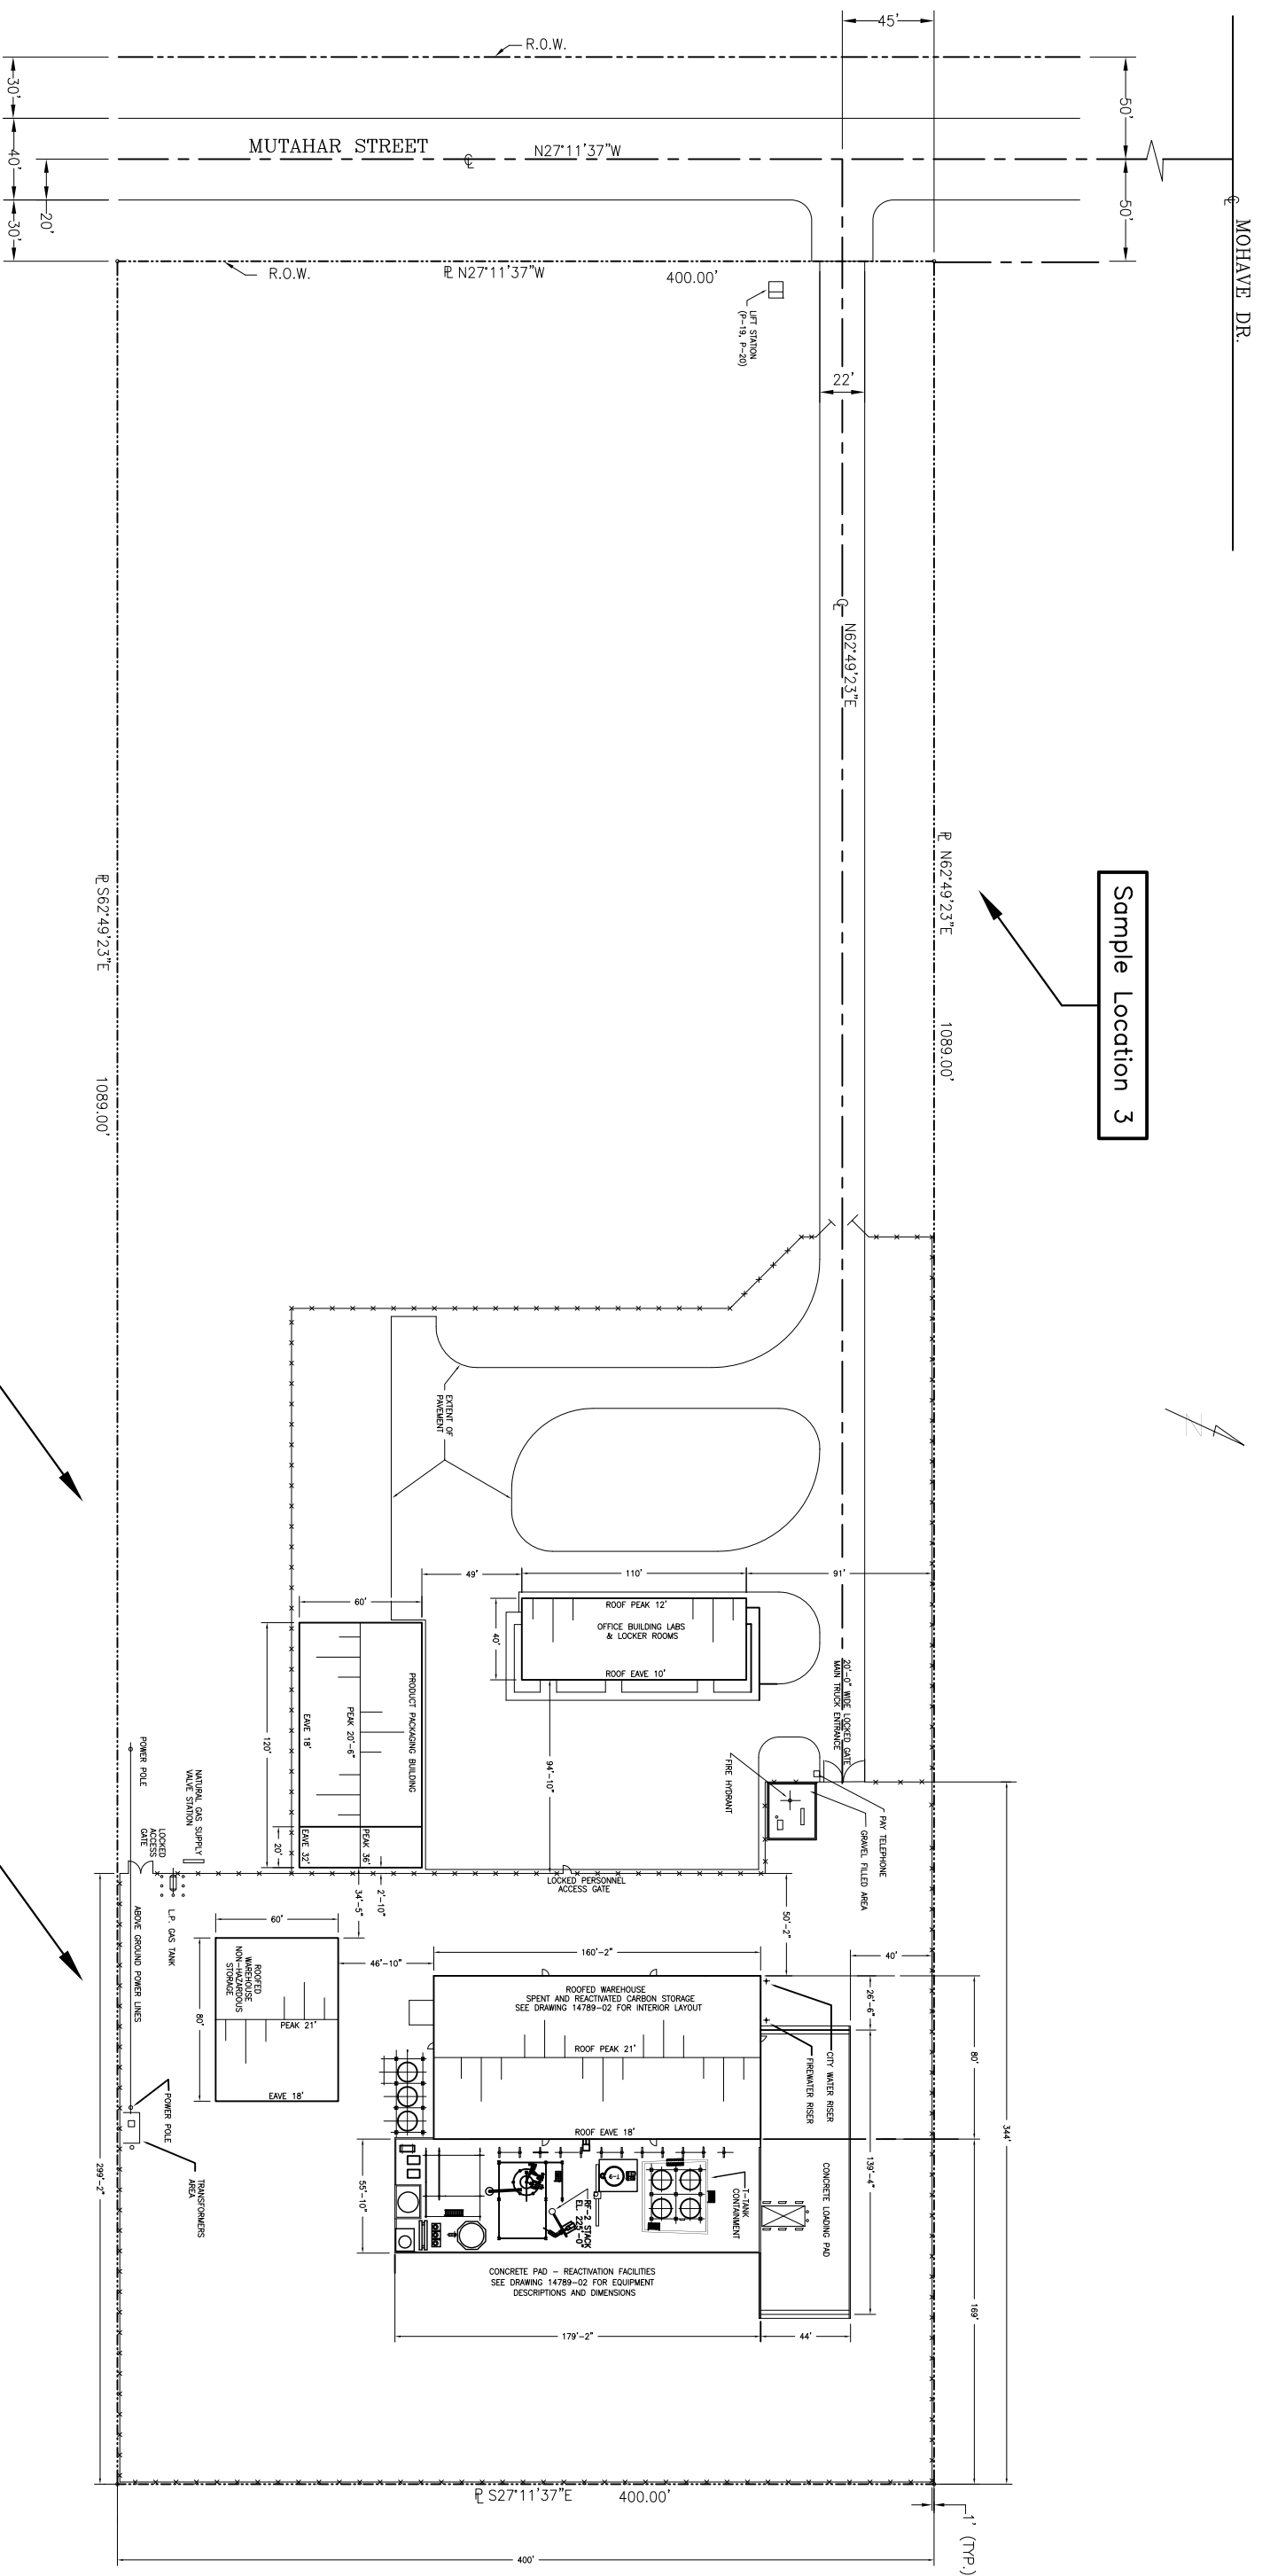 45'
R.O.W.
50'
50'
30'
40'
30'
20'
MUTAHAR STREET
℄
N27°11'37"W
℄ MOHAVE DR.
R.O.W.
℔ N27°11'37"W
400.00'
LIFT STATION
(P-19, P-20)
22'
℄ N62°49'23"E
℔ N62°49'23"E
1089.00'
Sample Location 3
℔ S62°49'23"E
1089.00'
N
EXTENT OF
PAVEMENT
49'
110'
91'
ROOF PEAK 12'
OFFICE BUILDING LABS
& LOCKER ROOMS
ROOF EAVE 10'
40'
60'
120'
PRODUCT PACKAGING BUILDING
PEAK 20'-6"
EAVE 18'
PEAK 36'
EAVE 32'
20'
94'-10"
20'-0" WIDE LOCKED GATE
MAIN TRUCK ENTRANCE
FIRE HYDRANT
PAY TELEPHONE
GRAVEL FILLED AREA
POWER POLE
NATURAL GAS SUPPLY
VALVE STATION
LOCKED
ACCESS
GATE
L.P. GAS TANK
ABOVE GROUND POWER LINES
LOCKED PERSONNEL
ACCESS GATE
2'-10"
34'-5"
50'-2"
40'
60'
46'-10"
160'-2"
26'-6"
80'
ROOFED
WAREHOUSE
NON-HAZARDOUS
STORAGE
PEAK 21'
EAVE 18'
80'
ROOFED WAREHOUSE
SPENT AND REACTIVATED CARBON STORAGE
SEE DRAWING 14789-02 FOR INTERIOR LAYOUT
ROOF PEAK 21'
ROOF EAVE 18'
CITY WATER RISER
FIREWATER RISER
139'-4"
344'
CONCRETE LOADING PAD
POWER POLE
TRANSFORMERS
AREA
299'-2"
55'-10"
T-9
T-TANK
CONTAINMENT
RF-2 STACK
EL. 225'-0"
CONCRETE PAD - REACTIVATION FACILITIES
SEE DRAWING 14789-02 FOR EQUIPMENT
DESCRIPTIONS AND DIMENSIONS
179'-2"
44'
169'
℔ S27°11'37"E
400.00'
1' (TYP.)
400'